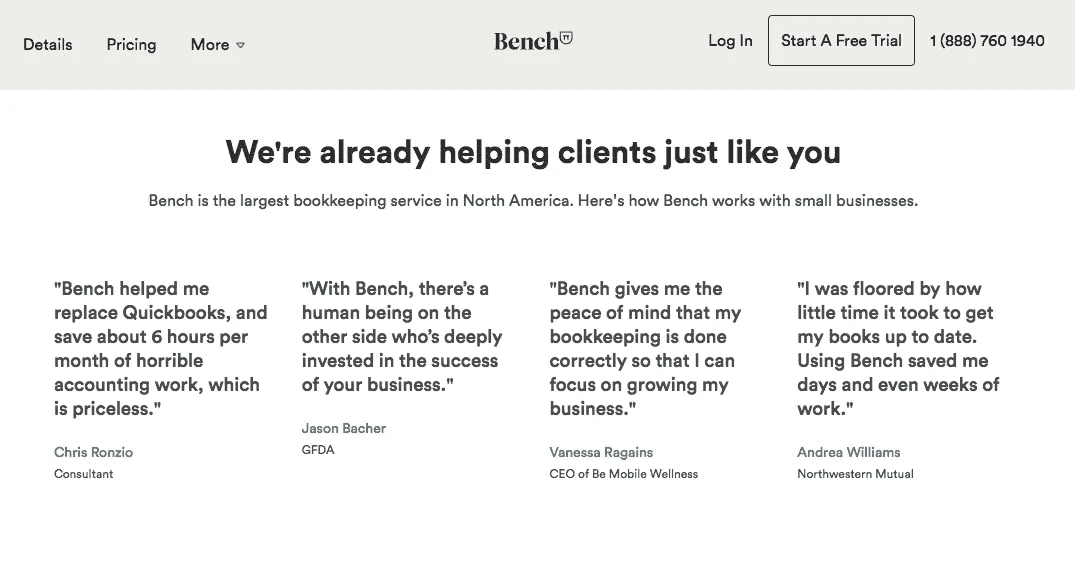 Details Pricing More Bench Log In Start A Free Trial 1 (888) 760 1940
We're already helping clients just like you
Bench is the largest bookkeeping service in North America. Here's how Bench works with small businesses.
"Bench helped me
replace Quickbooks, and
save about 6 hours per
month of horrible
accounting work, which
is priceless."
Chris Ronzio
Consultant
"With Bench, there’s a
human being on the
other side who’s deeply
invested in the success
of your business."
Jason Bacher
GFDA
"Bench gives me the
peace of mind that my
bookkeeping is done
correctly so that I can
focus on growing my
business."
Vanessa Ragains
CEO of Be Mobile Wellness
"I was floored by how
little time it took to get
my books up to date.
Using Bench saved me
days and even weeks of
work."
Andrea Williams
Northwestern Mutual